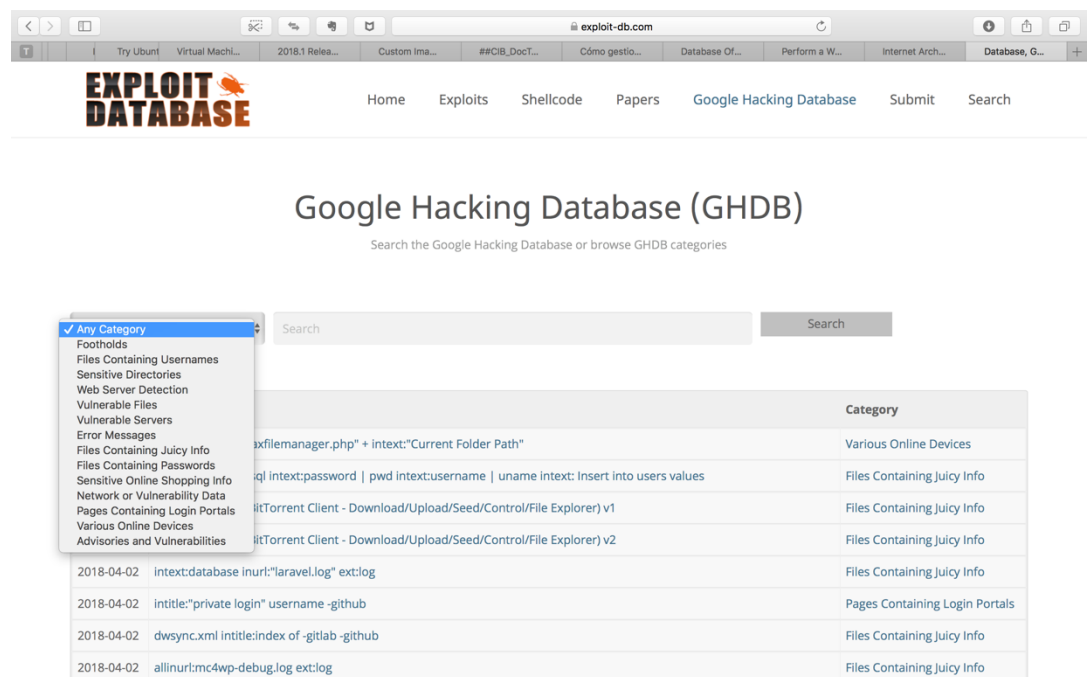 exploit-db.com
T
Try Ubunt Virtual Machi... 2018.1 Relea... Custom Ima... ##CIB_DocT... Cómo gestio... Database Of... Perform a W... Internet Arch... Database, G...
EXPLOIT DATABASE
Home Exploits Shellcode Papers Google Hacking Database Submit Search
Google Hacking Database (GHDB)
Search the Google Hacking Database or browse GHDB categories
Search Search
✓ Any Category
Footholds
Files Containing Usernames
Sensitive Directories
Web Server Detection
Vulnerable Files
Vulnerable Servers
Error Messages
Files Containing Juicy Info
Files Containing Passwords
Sensitive Online Shopping Info
Network or Vulnerability Data
Pages Containing Login Portals
Various Online Devices
Advisories and Vulnerabilities
Category
axfilemanager.php" + intext:"Current Folder Path" Various Online Devices
ql intext:password | pwd intext:username | uname intext: Insert into users values Files Containing Juicy Info
itTorrent Client - Download/Upload/Seed/Control/File Explorer) v1 Files Containing Juicy Info
itTorrent Client - Download/Upload/Seed/Control/File Explorer) v2 Files Containing Juicy Info
2018-04-02 intext:database inurl:"laravel.log" ext:log Files Containing Juicy Info
2018-04-02 intitle:"private login" username -github Pages Containing Login Portals
2018-04-02 dwsync.xml intitle:index of -gitlab -github Files Containing Juicy Info
2018-04-02 allinurl:mc4wp-debug.log ext:log Files Containing Juicy Info